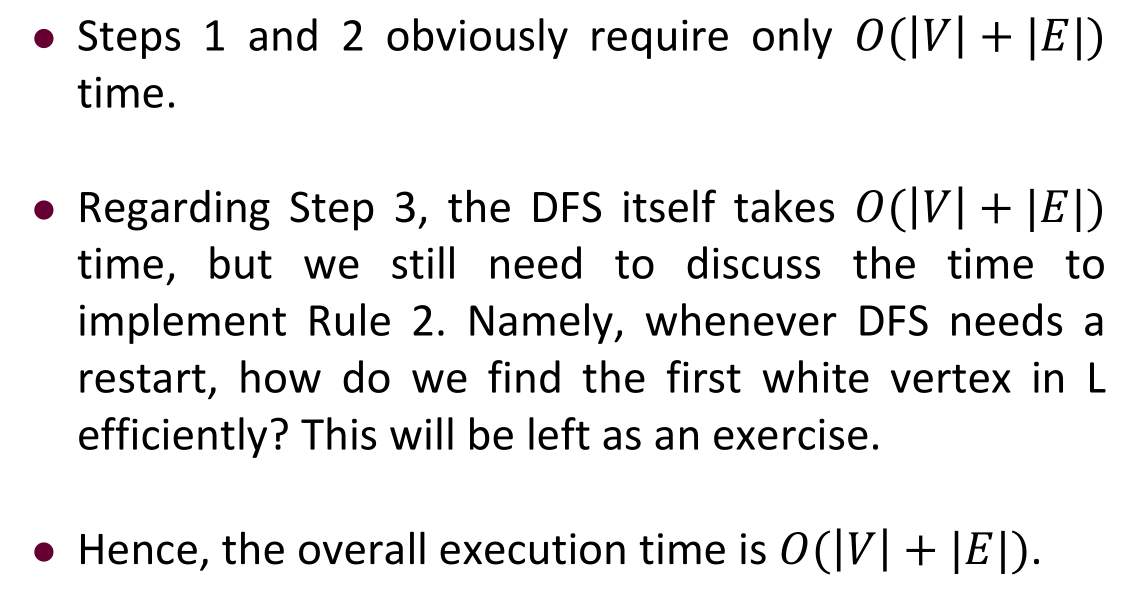 • Steps 1 and 2 obviously require only O(|V| + |E|)
time.
• Regarding Step 3, the DFS itself takes O(|V| + |E|)
time, but we still need to discuss the time to
implement Rule 2. Namely, whenever DFS needs a
restart, how do we find the first white vertex in L
efficiently? This will be left as an exercise.
• Hence, the overall execution time is O(|V| + |E|).